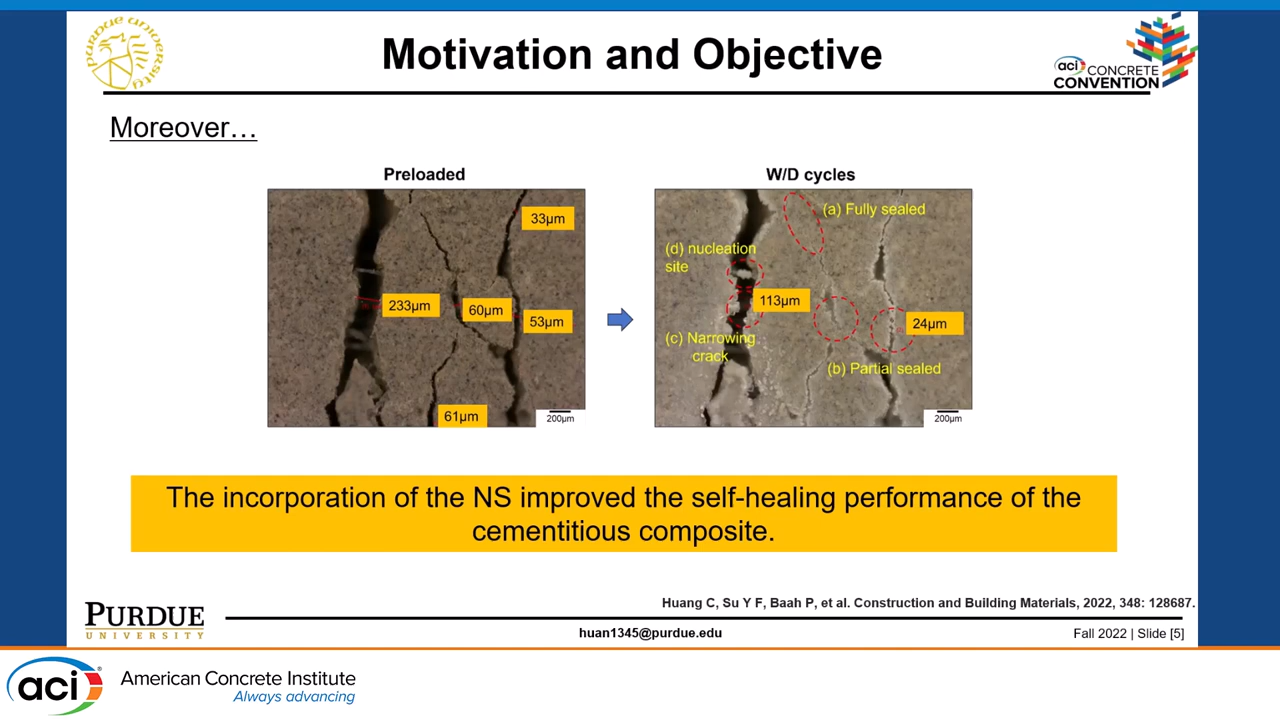 PURDUE UNIVERSITY
Motivation and Objective
aci CONCRETE
CONVENTION
Moreover…
Preloaded
W/D cycles
33µm
233µm
60µm
53µm
61µm
200µm
(a) Fully sealed
(d) nucleation
site
113µm
24µm
(c) Narrowing
crack
(b) Partial sealed
200µm
The incorporation of the NS improved the self-healing performance of the
cementitious composite.
Huang C, Su Y F, Baah P, et al. Construction and Building Materials, 2022, 348: 128687.
PURDUE
UNIVERSITY
huan1345@purdue.edu
Fall 2022 | Slide [5]
aci
®
American Concrete Institute
Always advancing